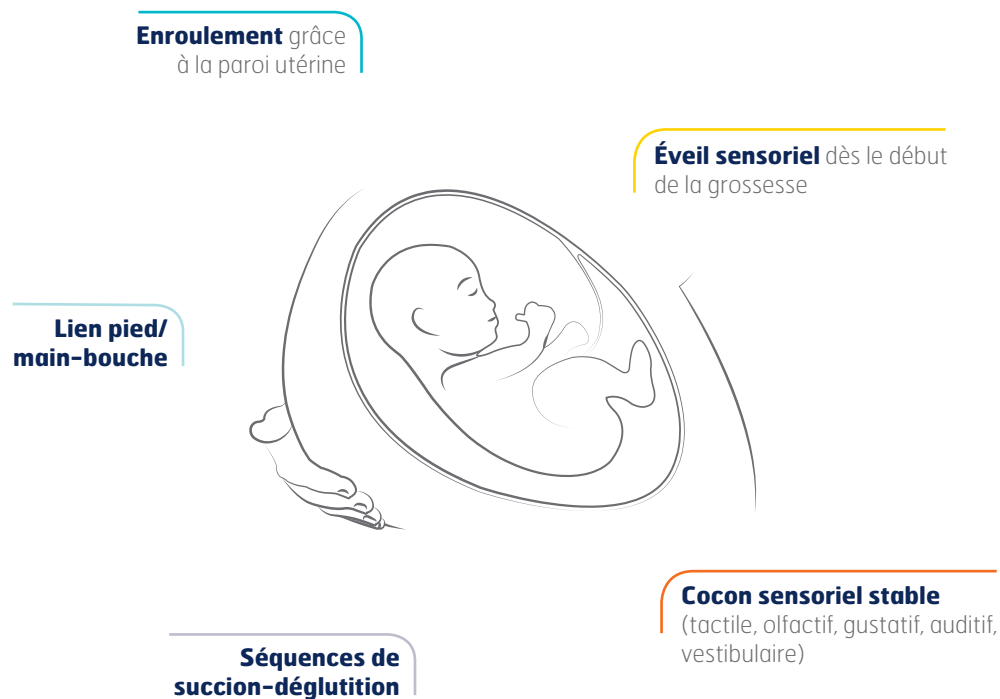 Enroulement grâce
à la paroi utérine
Éveil sensoriel dès le début
de la grossesse
Lien pied/
main-bouche
Cocon sensoriel stable
(tactile, olfactif, gustatif, auditif,
vestibulaire)
Séquences de
succion-déglutition